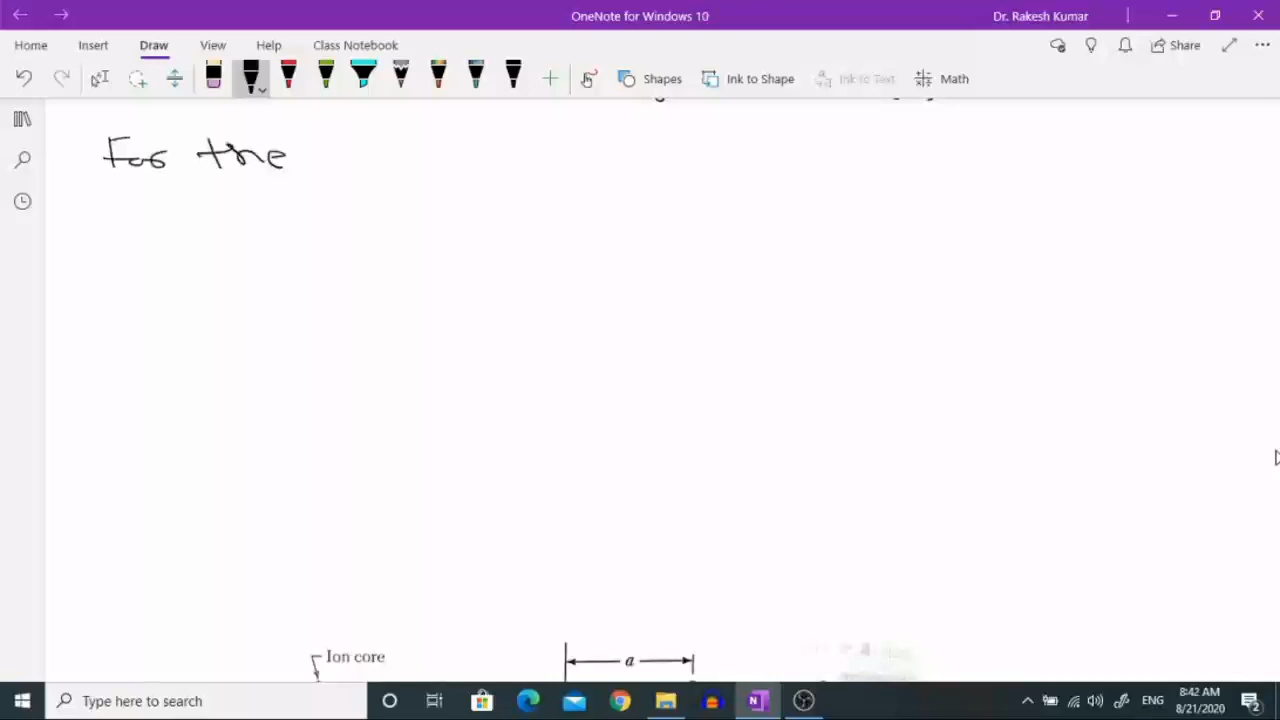 OneNote for Windows 10
Dr. Rakesh Kumar
Home Insert Draw View Help Class Notebook
Share
Shapes Ink to Shape Ink to Text Math
For the
Ion core
a
Type here to search
ENG
8:42 AM
8/21/2020
2